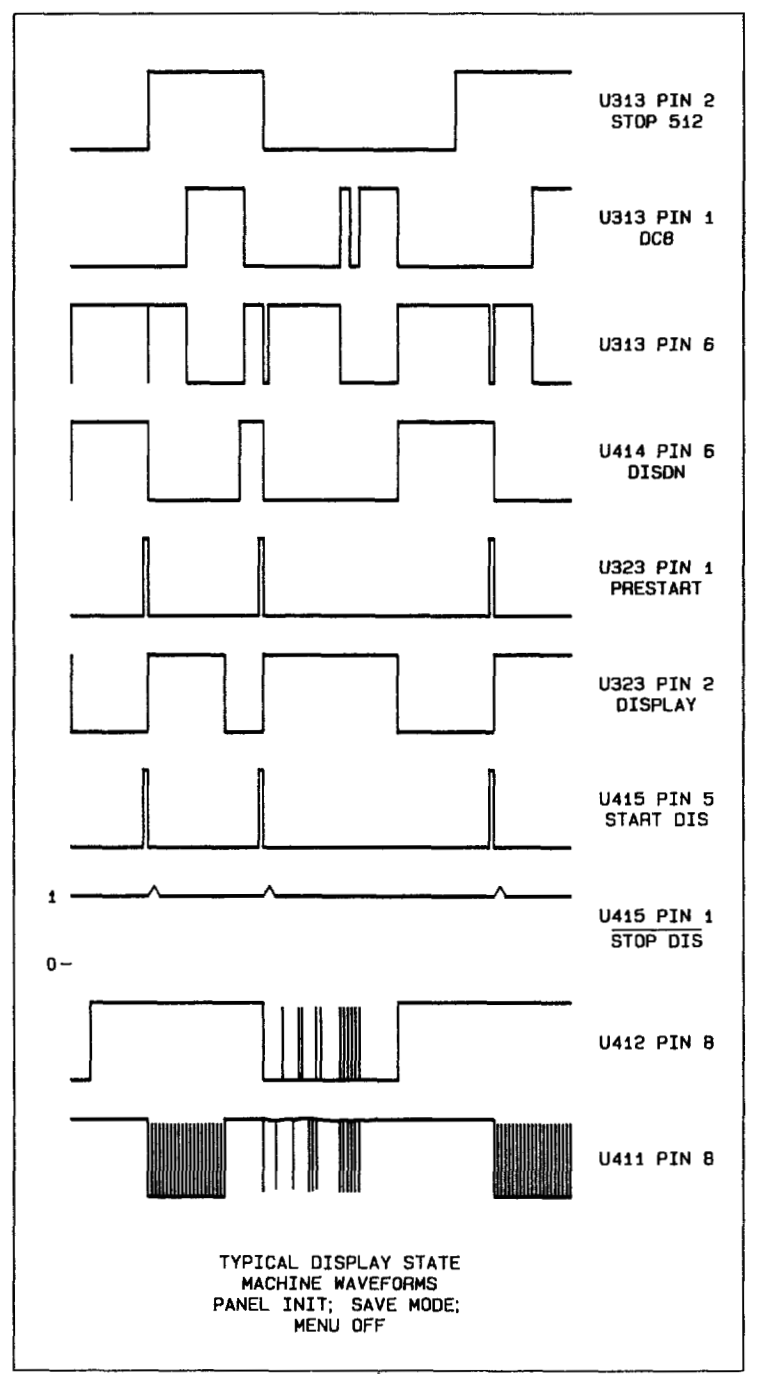 U313 PIN 2
STOP 512
U313 PIN 1
DC8
U313 PIN 6
U414 PIN 6
DISDN
U323 PIN 1
PRESTART
U323 PIN 2
DISPLAY
U415 PIN 5
START DIS
1
U415 PIN 1
STOP DIS
0-
U412 PIN 8
U411 PIN 8
TYPICAL DISPLAY STATE
MACHINE WAVEFORMS
PANEL INIT; SAVE MODE;
MENU OFF